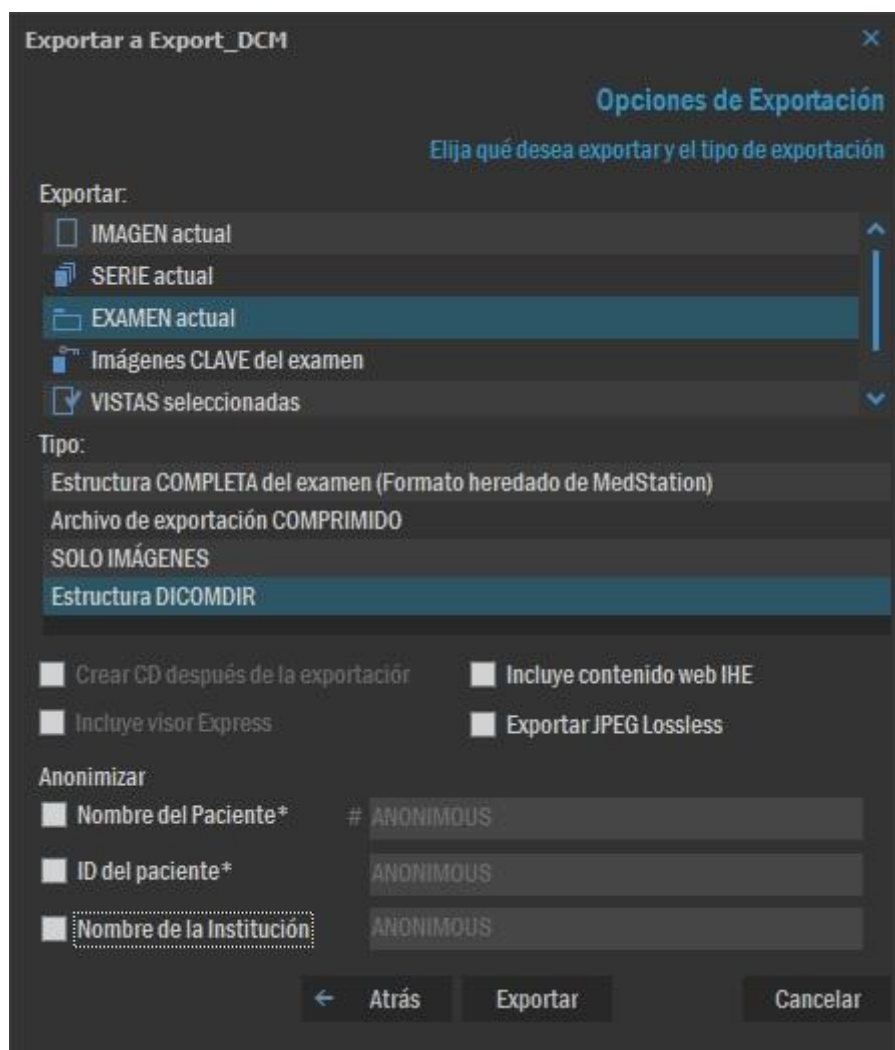 Exportar a Export_DCM
Opciones de Exportación
Elija qué desea exportar y el tipo de exportación
Exportar:
IMAGEN actual
SERIE actual
EXAMEN actual
Imágenes CLAVE del examen
VISTAS seleccionadas
Tipo:
Estructura COMPLETA del examen (Formato heredado de MedStation)
Archivo de exportación COMPRIMIDO
SOLO IMÁGENES
Estructura DICOMDIR
Crear CD después de la exportación Incluye contenido web IHE
Incluye visor Express Exportar JPEG Lossless
Anonimizar
Nombre del Paciente* # ANONIMOUS
ID del paciente* ANONIMOUS
Nombre de la Institución ANONIMOUS
Atrás Exportar Cancelar